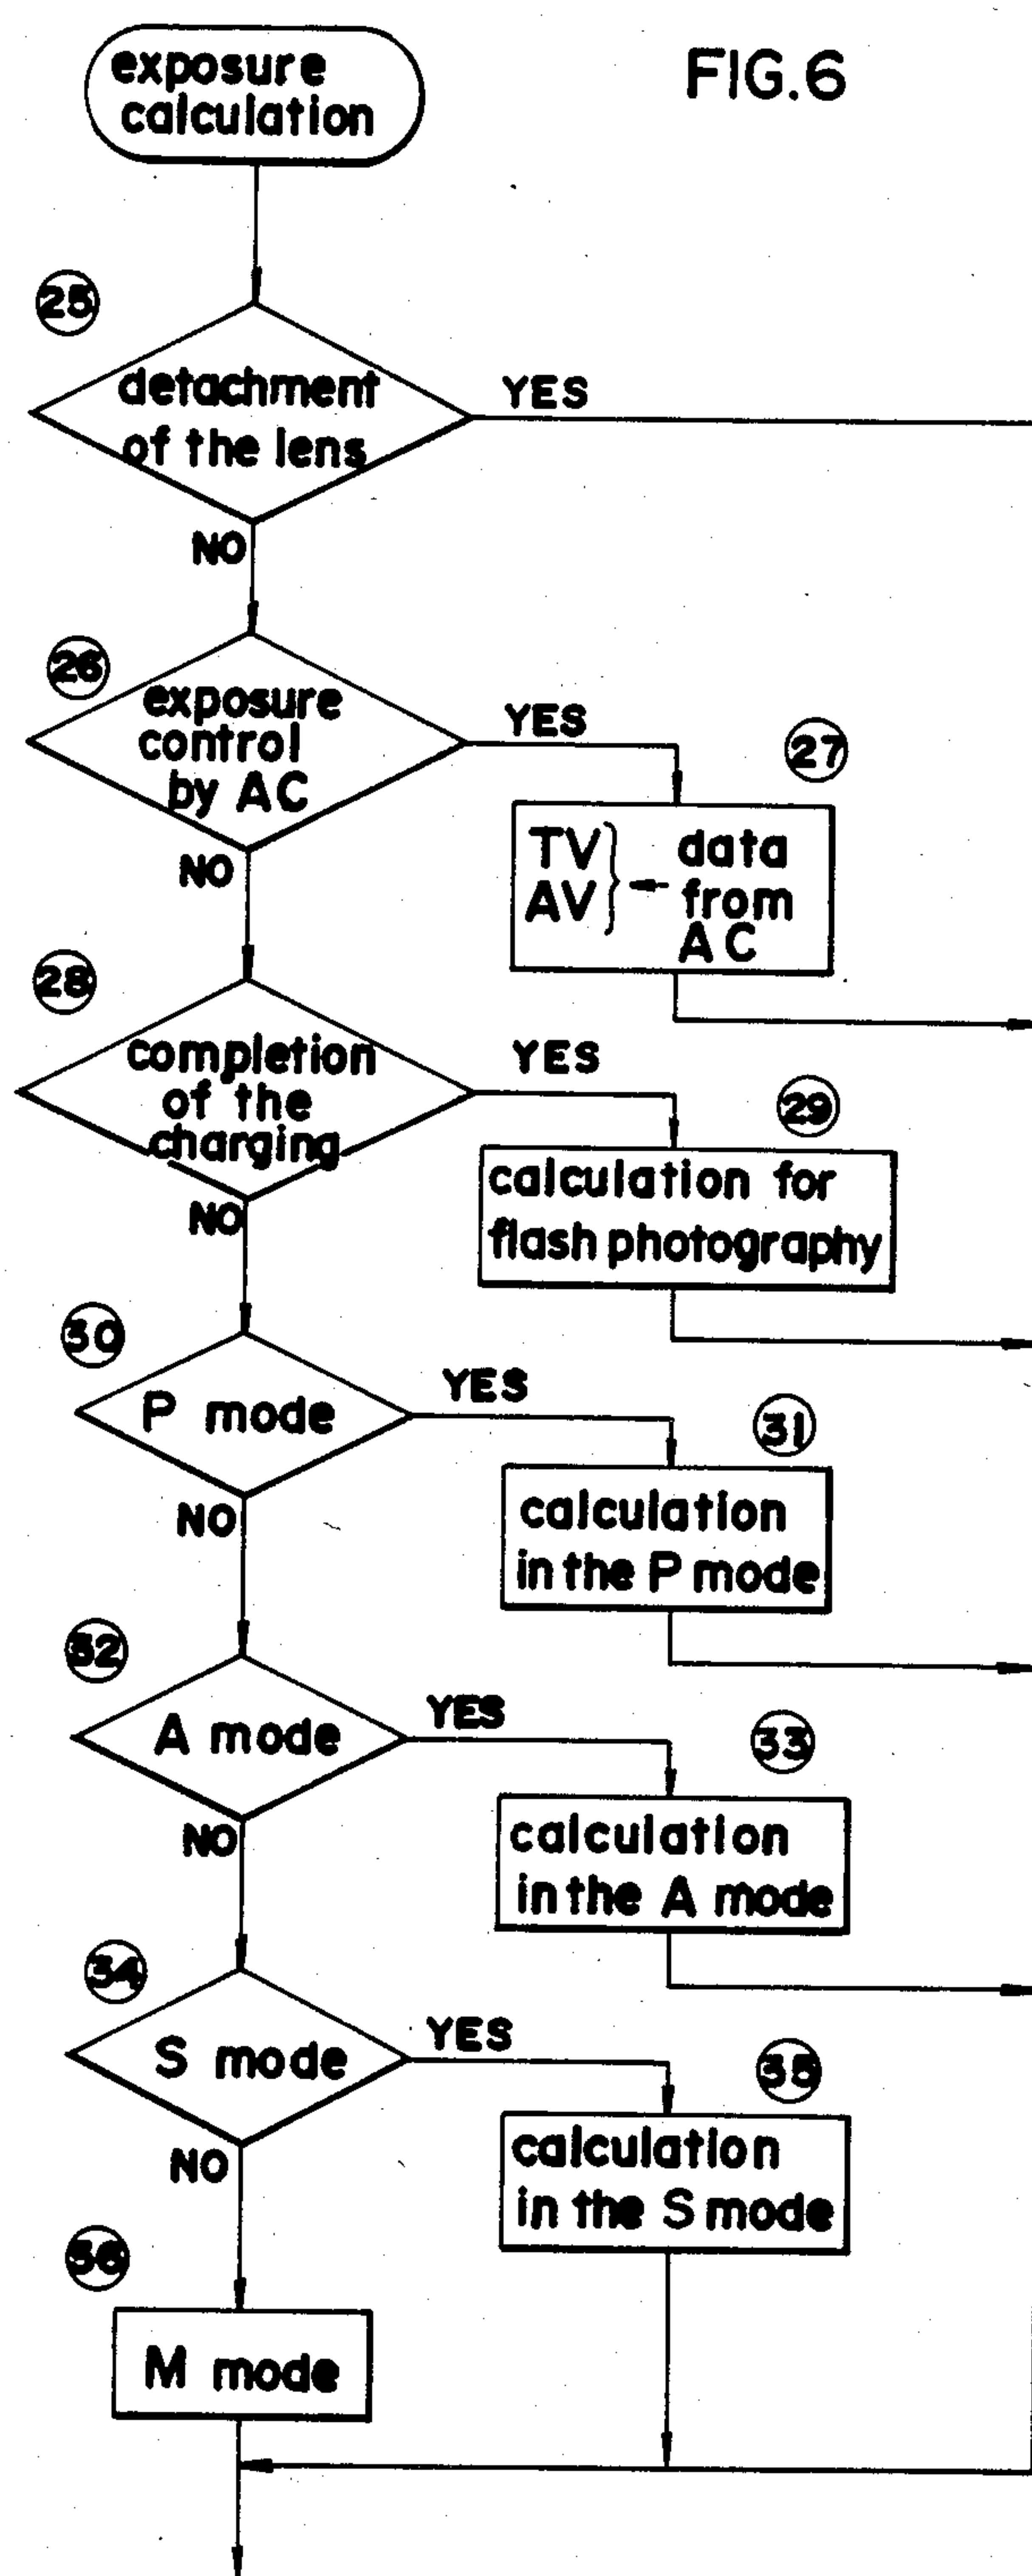 FIG.6
exposure
calculation
25
detachment
of the lens
YES
NO
26
exposure
control
by AC
YES
NO
27
TV
AV
data
from
AC
28
completion
of the
charging
YES
NO
29
calculation for
flash photography
30
P mode
YES
NO
31
calculation
in the P mode
32
A mode
YES
NO
33
calculation
in the A mode
34
S mode
YES
NO
35
calculation
in the S mode
36
M mode